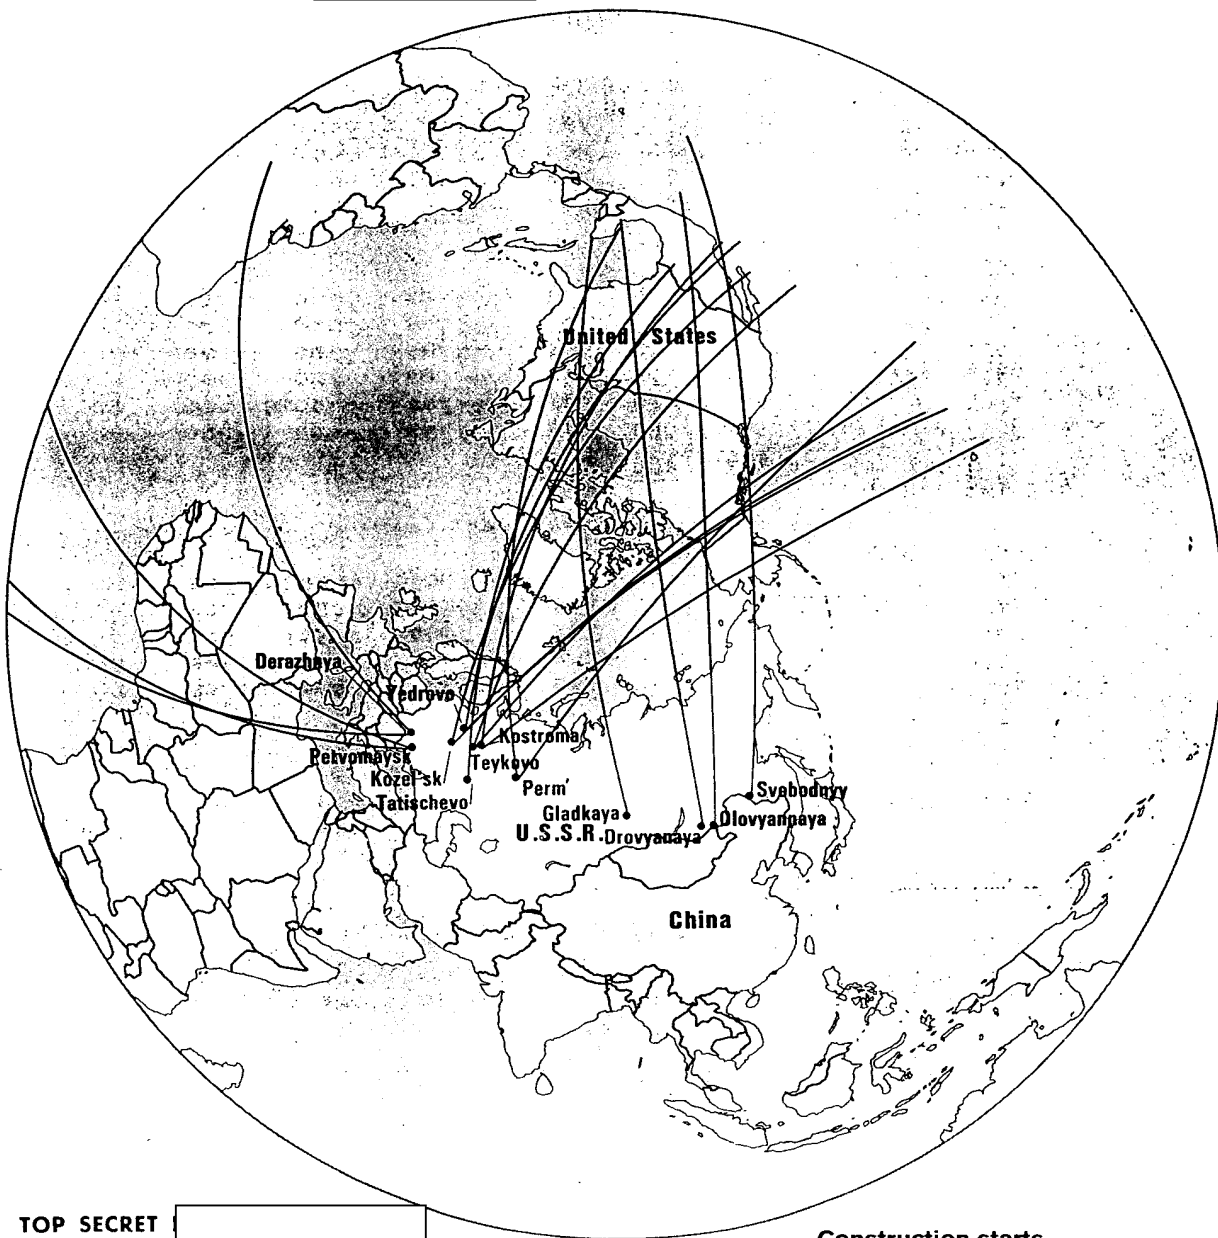 United States
Derazhnya
Yedrovo
Kostroma
Pervomaysk
Teykovo
Kozel'sk
Perm'
Tatischevo
Svobodnyy
Gladkaya
Olovyannaya
U.S.S.R.
Drovyanaya
China
TOP SECRET
Construction starts